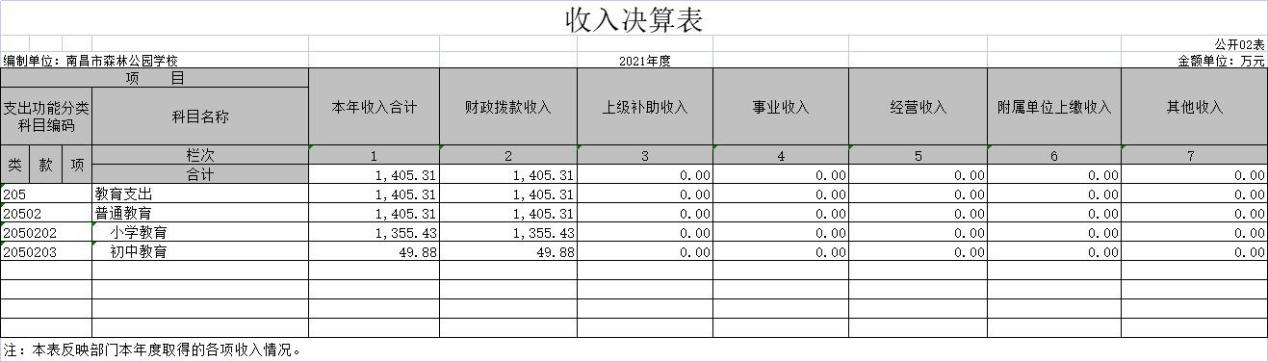 收入决算表
公开02表
编制单位：南昌市森林公园学校 2021年度 金额单位：万元
项 目 本年收入合计 财政拨款收入 上级补助收入 事业收入 经营收入 附属单位上缴收入 其他收入
支出功能分类科目编码 科目名称
类 款 项 栏次 1 2 3 4 5 6 7
合计 1,405.31 1,405.31 0.00 0.00 0.00 0.00 0.00
205 教育支出 1,405.31 1,405.31 0.00 0.00 0.00 0.00 0.00
20502 普通教育 1,405.31 1,405.31 0.00 0.00 0.00 0.00 0.00
2050202 小学教育 1,355.43 1,355.43 0.00 0.00 0.00 0.00 0.00
2050203 初中教育 49.88 49.88 0.00 0.00 0.00 0.00 0.00
注：本表反映部门本年度取得的各项收入情况。